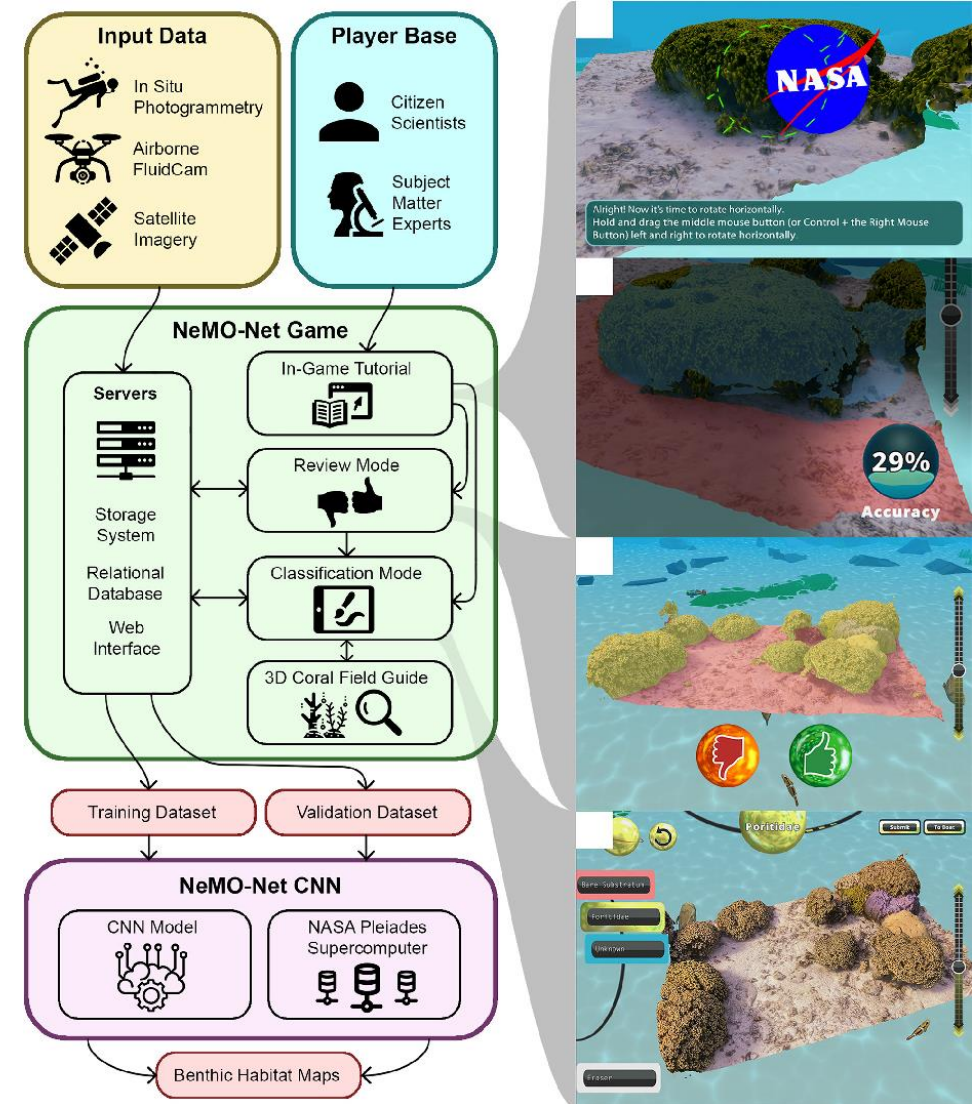 Input Data
In Situ
Photogrammetry
Airborne
FluidCam
Satellite
Imagery
Player Base
Citizen
Scientists
Subject
Matter
Experts
NeMO-Net Game
Servers
Storage
System
Relational
Database
Web
Interface
In-Game Tutorial
Review Mode
Classification Mode
3D Coral Field Guide
Training Dataset
Validation Dataset
NeMO-Net CNN
CNN Model
NASA Pleiades
Supercomputer
Benthic Habitat Maps
NASA
Alright! Now it's time to rotate horizontally.
Hold and drag the middle mouse button (or Control + the Right Mouse
Button) left and right to rotate horizontally
29%
Accuracy
Poritidae
Submit
To Boat
Bare Substratum
Poritidae
Unknown
Eraser